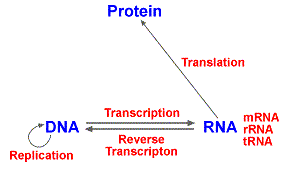 Protein
Translation
Transcription
mRNA
DNA
RNA
rRNA
Reverse
tRNA
Transcripton
Replication